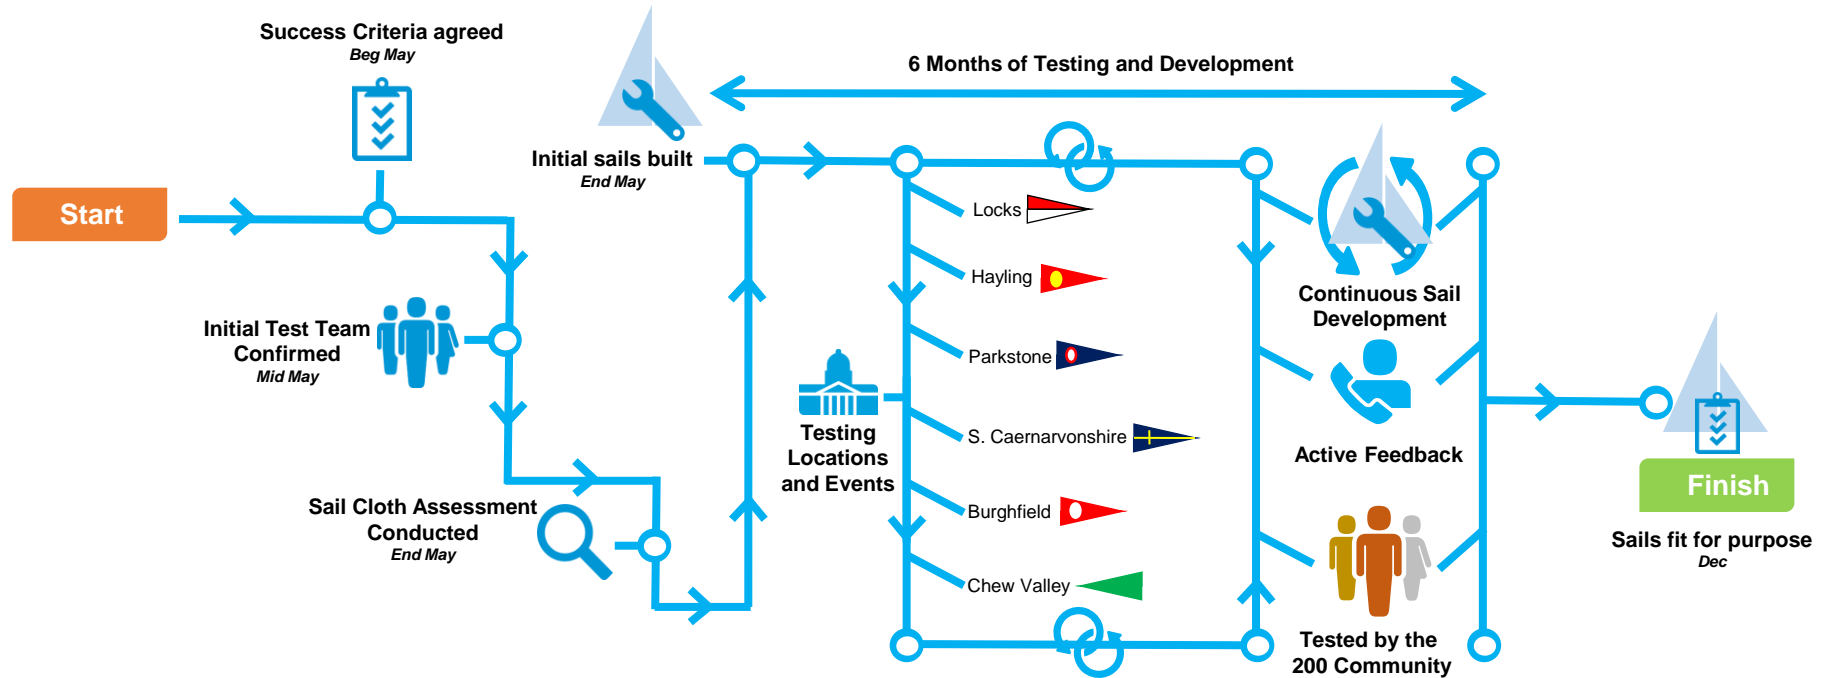 Success Criteria agreed
Beg May
6 Months of Testing and Development
Initial sails built
End May
Start
Locks
Hayling
Continuous Sail
Development
Initial Test Team
Confirmed
Mid May
Parkstone
Testing
Locations
and Events
S. Caernarvonshire
Active Feedback
Finish
Sail Cloth Assessment
Conducted
End May
Burghfield
Sails fit for purpose
Dec
Chew Valley
Tested by the
200 Community